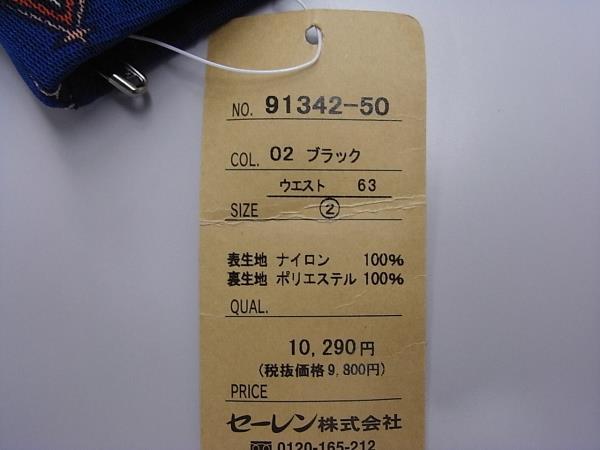 NO. 91342-50
COL. 02 ブラック
ウエスト 63
SIZE ②
表生地 ナイロン 100%
裏生地 ポリエステル 100%
QUAL.
10,290円
(税抜価格9,800円)
PRICE
セーレン株式会社
0120-165-212